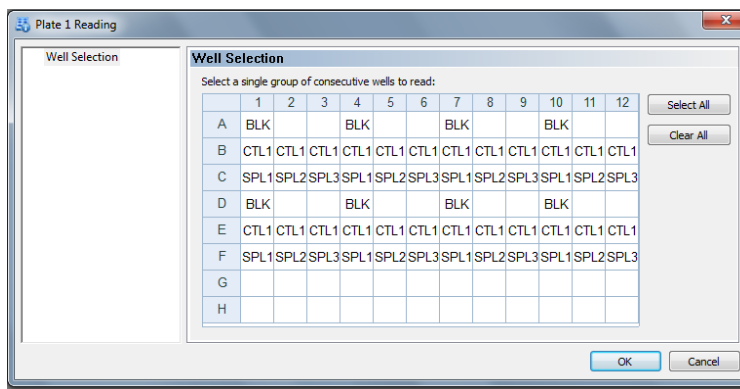 Plate 1 Reading
Well Selection
Well Selection
Select a single group of consecutive wells to read:
1 2 3 4 5 6 7 8 9 10 11 12
A BLK BLK BLK BLK
B CTL1 CTL1 CTL1 CTL1 CTL1 CTL1 CTL1 CTL1 CTL1 CTL1 CTL1 CTL1
C SPL1 SPL2 SPL3 SPL1 SPL2 SPL3 SPL1 SPL2 SPL3 SPL1 SPL2 SPL3
D BLK BLK BLK BLK
E CTL1 CTL1 CTL1 CTL1 CTL1 CTL1 CTL1 CTL1 CTL1 CTL1 CTL1 CTL1
F SPL1 SPL2 SPL3 SPL1 SPL2 SPL3 SPL1 SPL2 SPL3 SPL1 SPL2 SPL3
G
H
Select All
Clear All
OK Cancel